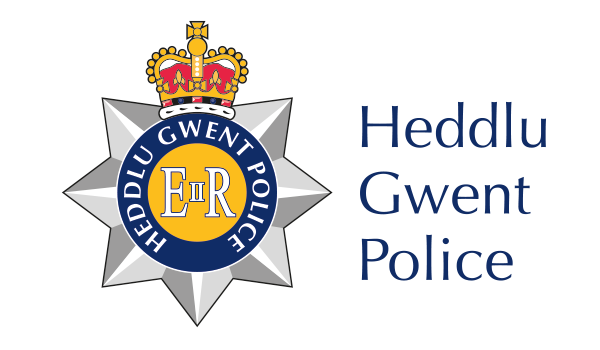 HEDDLU GWENT POLICE
EIIR
Heddlu
Gwent
Police